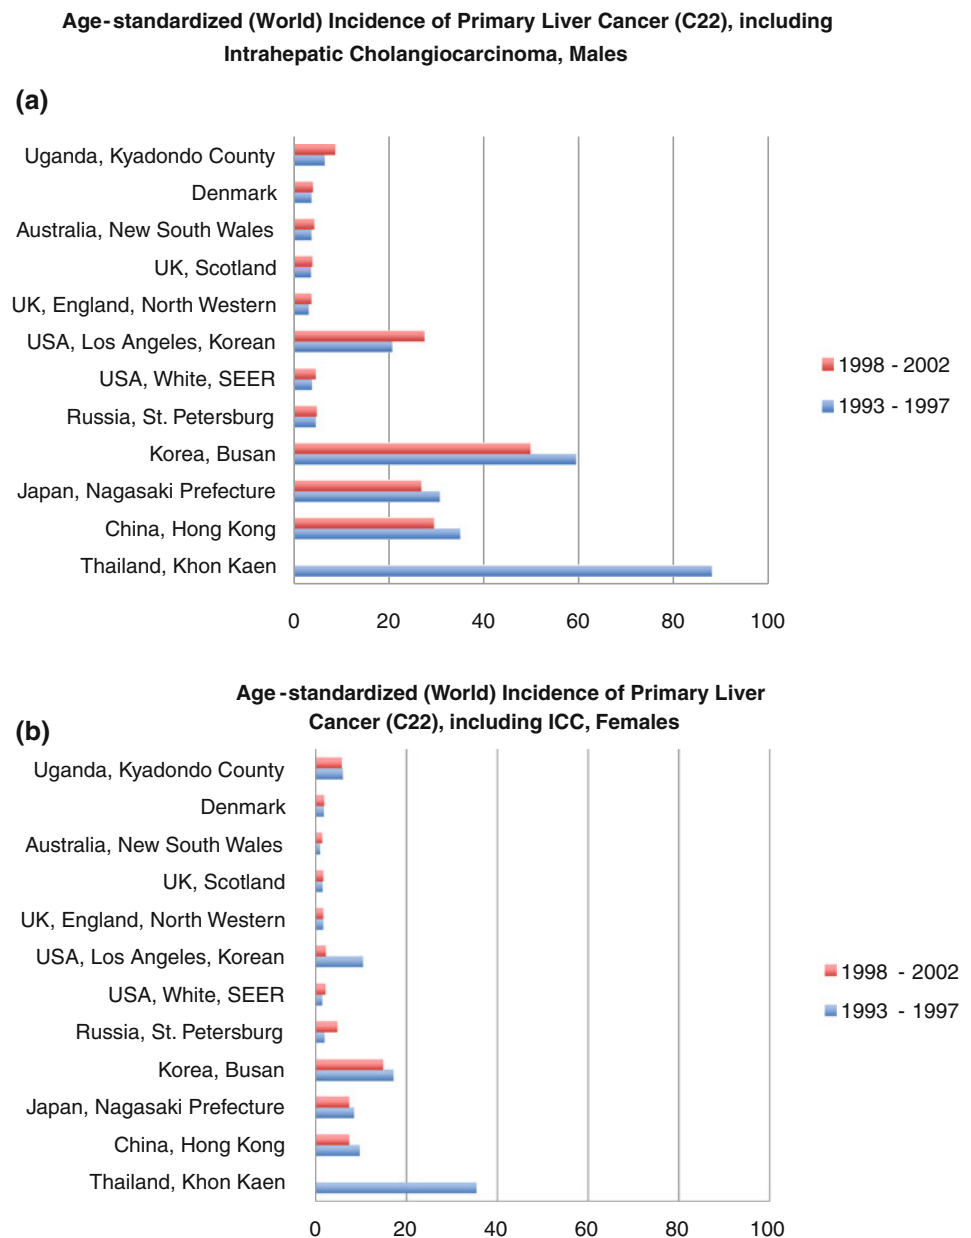 Age-standardized (World) Incidence of Primary Liver Cancer (C22), including
Intrahepatic Cholangiocarcinoma, Males
(a)
Uganda, Kyadondo County
Denmark
Australia, New South Wales
UK, Scotland
UK, England, North Western
USA, Los Angeles, Korean
USA, White, SEER
Russia, St. Petersburg
Korea, Busan
Japan, Nagasaki Prefecture
China, Hong Kong
Thailand, Khon Kaen
0 20 40 60 80 100
1998 - 2002
1993 - 1997
Age-standardized (World) Incidence of Primary Liver
Cancer (C22), including ICC, Females
(b)
Uganda, Kyadondo County
Denmark
Australia, New South Wales
UK, Scotland
UK, England, North Western
USA, Los Angeles, Korean
USA, White, SEER
Russia, St. Petersburg
Korea, Busan
Japan, Nagasaki Prefecture
China, Hong Kong
Thailand, Khon Kaen
0 20 40 60 80 100
1998 - 2002
1993 - 1997